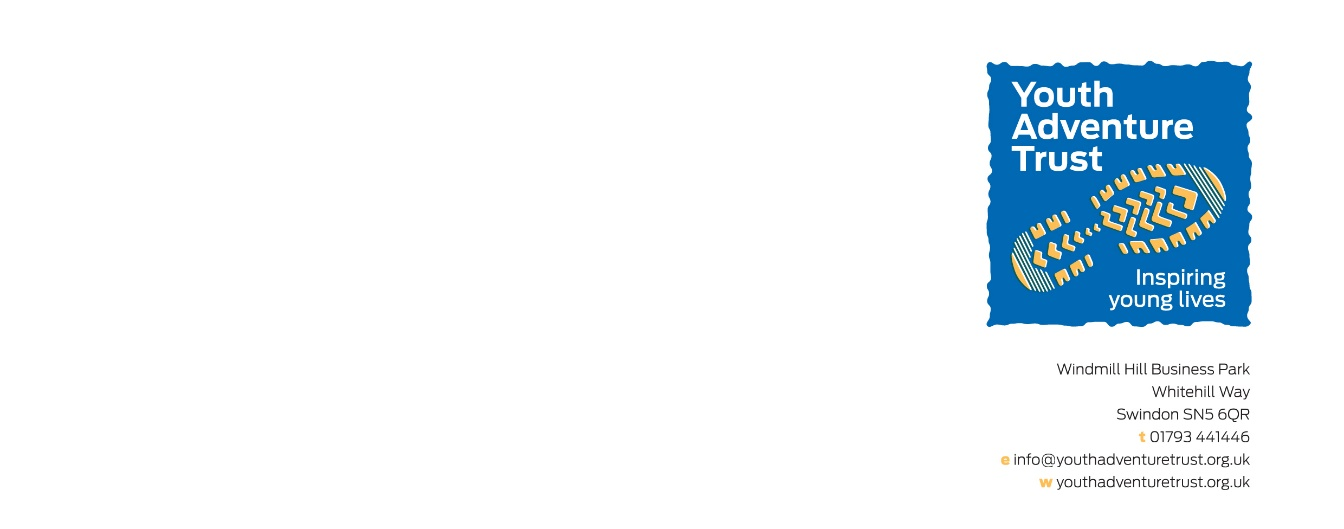 Youth
Adventure
Trust
Inspiring
young lives
Windmill Hill Business Park
Whitehill Way
Swindon SN5 6QR
t 01793 441446
e info@youthadventuretrust.org.uk
w youthadventuretrust.org.uk